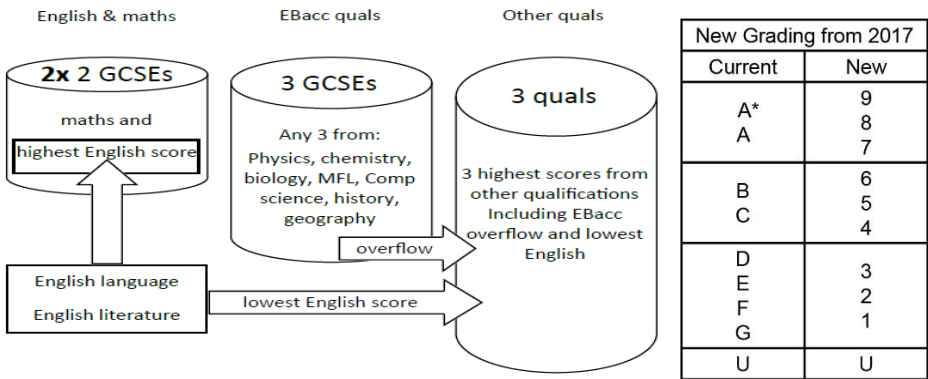 English & maths
EBacc quals
Other quals
2x 2 GCSEs
maths and
highest English score
English language
English literature
3 GCSEs
Any 3 from:
Physics, chemistry,
biology, MFL, Comp
science, history,
geography
overflow
lowest English score
3 quals
3 highest scores from
other qualifications
Including EBacc
overflow and lowest
English
New Grading from 2017
Current New
A*
A
9
8
7
B
C
6
5
4
D
E
F
G
3
2
1
U U